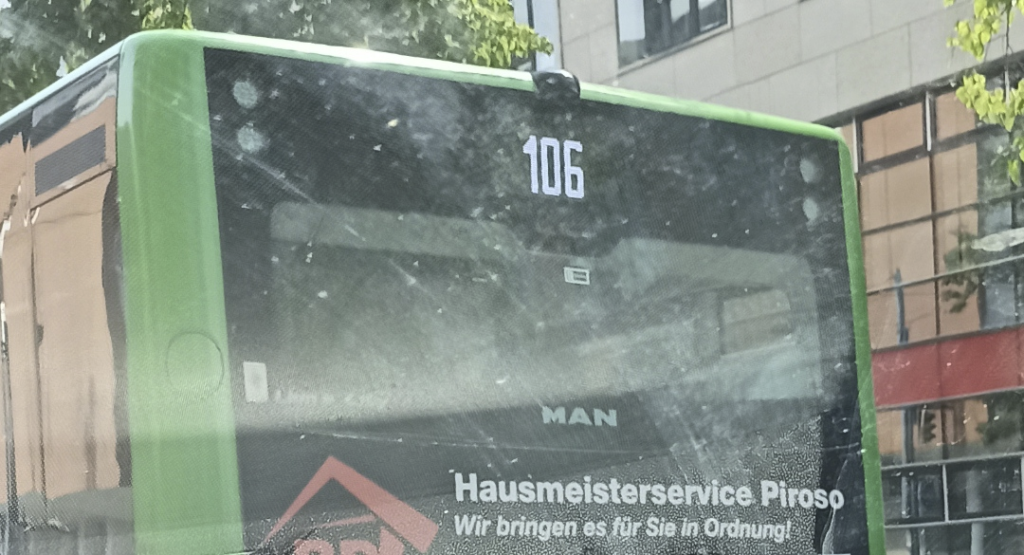 106
MAN
Hausmeisterservice Piroso
Wir bringen es für Sie in Ordnung!